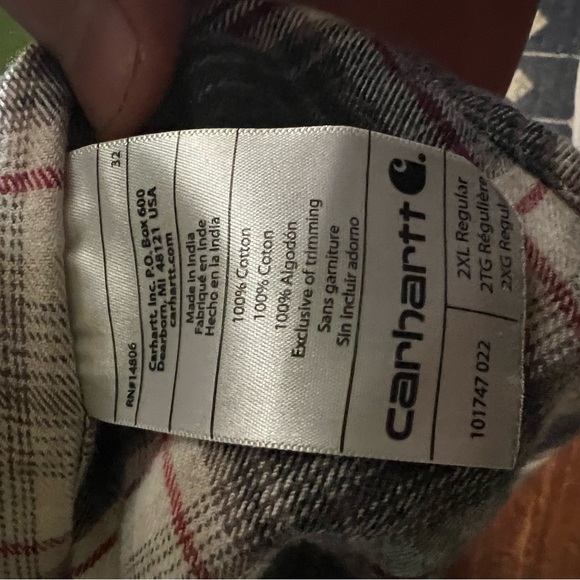 carhartt
101747 022
2XL Regular
2TG Régulière
2XG Regul
100% Cotton
100% Coton
100% Algodón
Exclusive of trimming
Sans garniture
Sin incluir adorno
Made in India
Fabriqué en Inde
Hecho en la India
Carhartt, Inc. P.O. Box 600
Dearborn, MI 48121 USA
carhartt.com
RN#14806
32